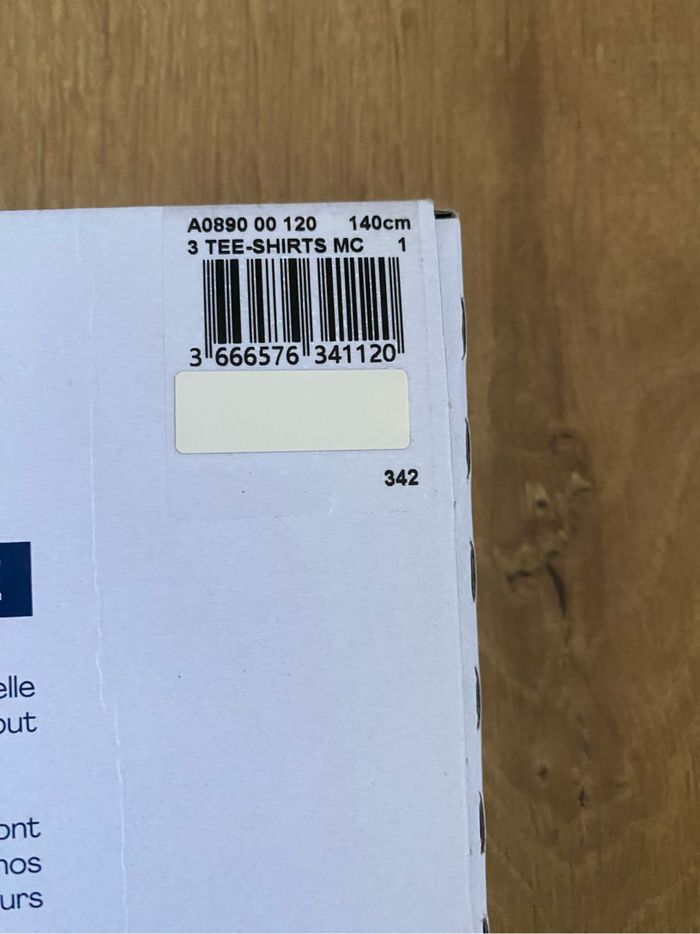 A0890 00 120 140cm
3 TEE-SHIRTS MC 1
3 666576 341120
342
elle
out
ont
nos
urs